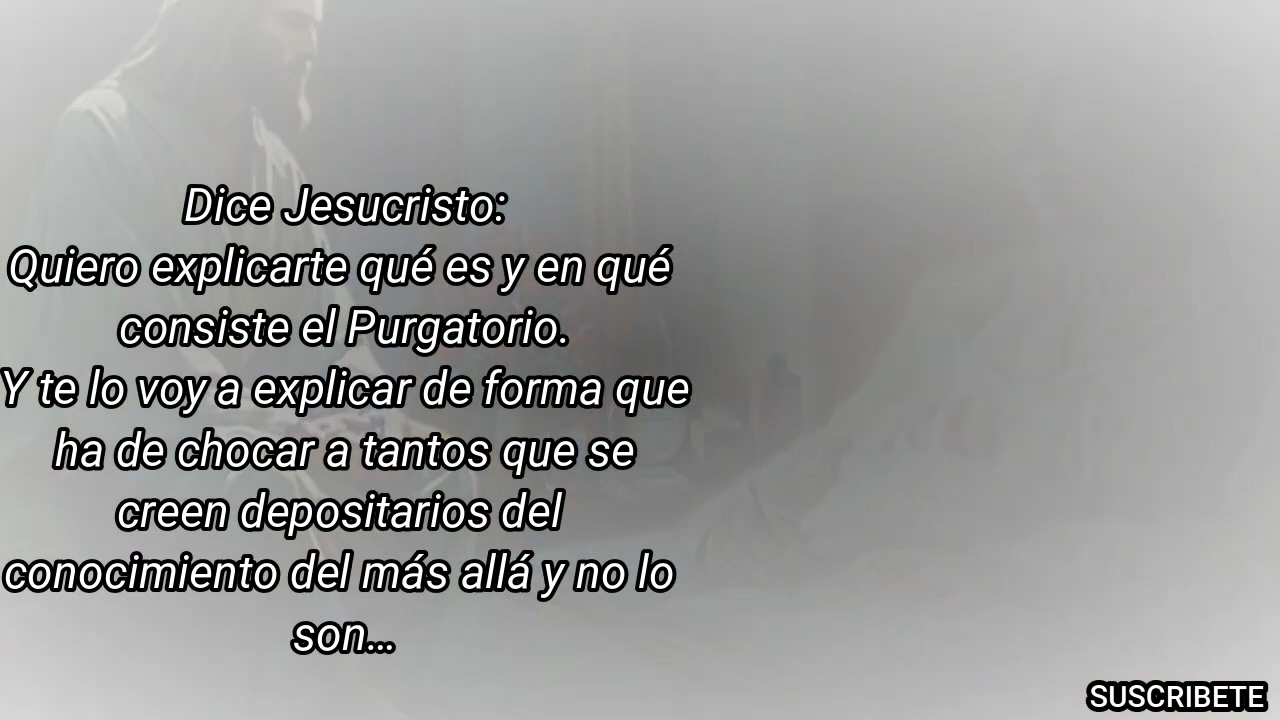 Dice Jesucristo:
Quiero explicarte qué es y en qué
consiste el Purgatorio.
Y te lo voy a explicar de forma que
ha de chocar a tantos que se
creen depositarios del
conocimiento del más allá y no lo
son...
SUSCRIBETE